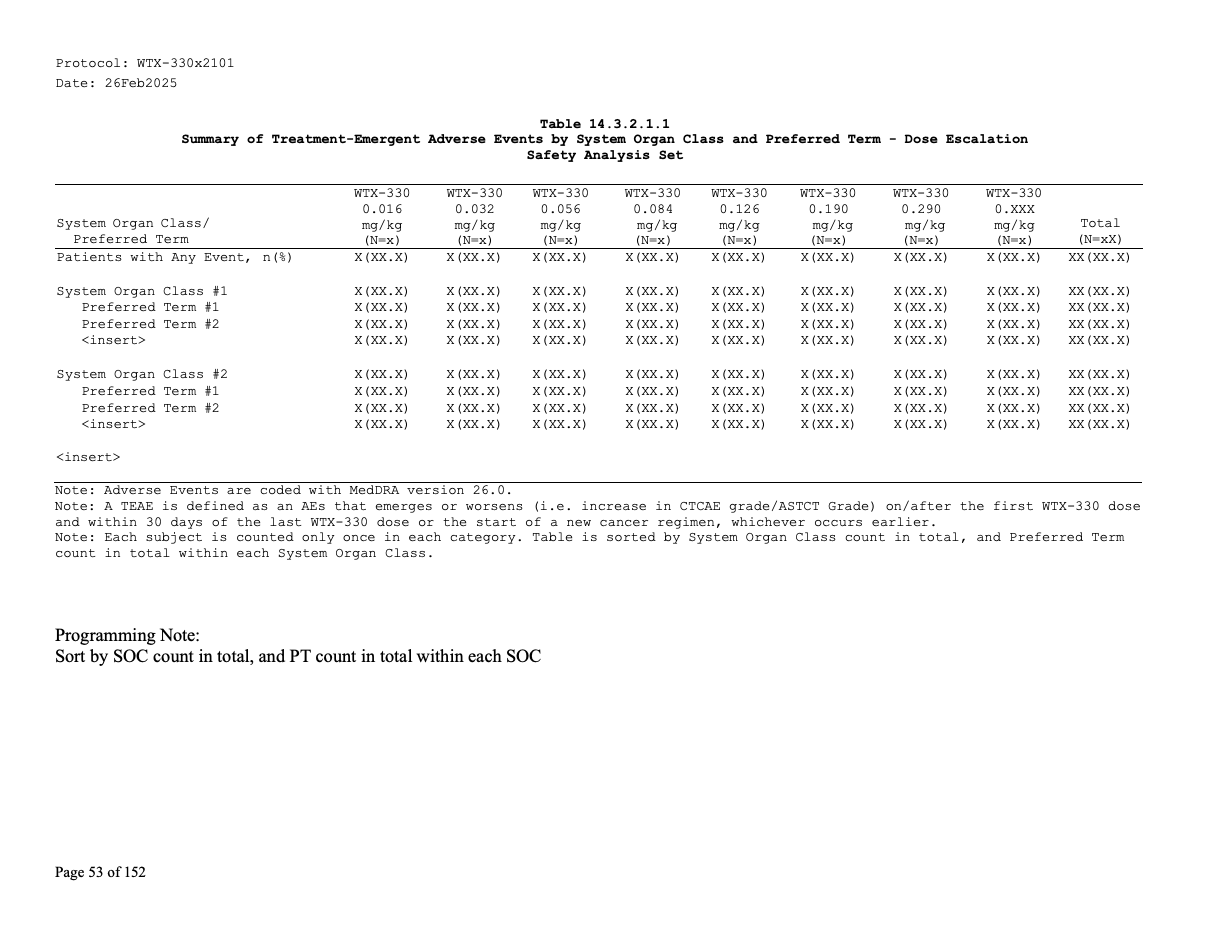 Protocol: WTX-330x2101
Date: 26Feb2025
Table 14.3.2.1.1
Summary of Treatment-Emergent Adverse Events by System Organ Class and Preferred Term - Dose Escalation
Safety Analysis Set
WTX-330 WTX-330 WTX-330 WTX-330 WTX-330 WTX-330 WTX-330 WTX-330
0.016 0.032 0.056 0.084 0.126 0.190 0.290 0.XXX
System Organ Class/ mg/kg mg/kg mg/kg mg/kg mg/kg mg/kg mg/kg mg/kg Total
Preferred Term (N=x) (N=x) (N=x) (N=x) (N=x) (N=x) (N=x) (N=x) (N=xX)
Patients with Any Event, n(%) X(XX.X) X(XX.X) X(XX.X) X(XX.X) X(XX.X) X(XX.X) X(XX.X) X(XX.X) XX(XX.X)
System Organ Class #1 X(XX.X) X(XX.X) X(XX.X) X(XX.X) X(XX.X) X(XX.X) X(XX.X) X(XX.X) XX(XX.X)
Preferred Term #1 X(XX.X) X(XX.X) X(XX.X) X(XX.X) X(XX.X) X(XX.X) X(XX.X) X(XX.X) XX(XX.X)
Preferred Term #2 X(XX.X) X(XX.X) X(XX.X) X(XX.X) X(XX.X) X(XX.X) X(XX.X) X(XX.X) XX(XX.X)
<insert> X(XX.X) X(XX.X) X(XX.X) X(XX.X) X(XX.X) X(XX.X) X(XX.X) X(XX.X) XX(XX.X)
System Organ Class #2 X(XX.X) X(XX.X) X(XX.X) X(XX.X) X(XX.X) X(XX.X) X(XX.X) X(XX.X) XX(XX.X)
Preferred Term #1 X(XX.X) X(XX.X) X(XX.X) X(XX.X) X(XX.X) X(XX.X) X(XX.X) X(XX.X) XX(XX.X)
Preferred Term #2 X(XX.X) X(XX.X) X(XX.X) X(XX.X) X(XX.X) X(XX.X) X(XX.X) X(XX.X) XX(XX.X)
<insert> X(XX.X) X(XX.X) X(XX.X) X(XX.X) X(XX.X) X(XX.X) X(XX.X) X(XX.X) XX(XX.X)
<insert>
Note: Adverse Events are coded with MedDRA version 26.0.
Note: A TEAE is defined as an AEs that emerges or worsens (i.e. increase in CTCAE grade/ASTCT Grade) on/after the first WTX-330 dose
and within 30 days of the last WTX-330 dose or the start of a new cancer regimen, whichever occurs earlier.
Note: Each subject is counted only once in each category. Table is sorted by System Organ Class count in total, and Preferred Term
count in total within each System Organ Class.
Programming Note:
Sort by SOC count in total, and PT count in total within each SOC
Page 53 of 152